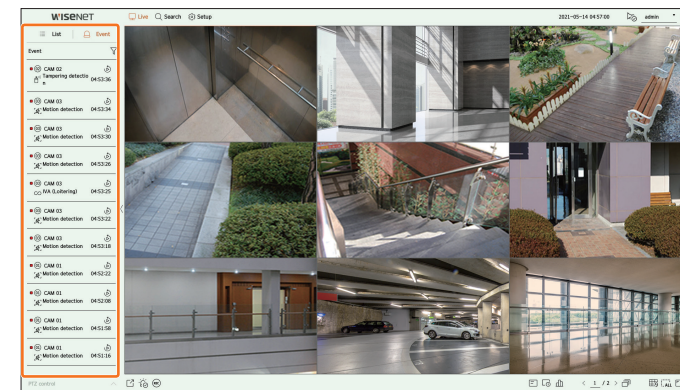 WISENET
Live Search Setup
2021-05-14 04:57:00 admin
List Event
Event
CAM 02
Tampering detectio
n 04:53:36
CAM 03
Motion detection 04:53:34
CAM 03
Motion detection 04:53:30
CAM 03
Motion detection 04:53:26
CAM 03
IVA (Loitering) 04:53:25
CAM 03
Motion detection 04:53:22
CAM 03
Motion detection 04:53:18
CAM 01
Motion detection 04:52:22
CAM 01
Motion detection 04:52:08
CAM 01
Motion detection 04:51:58
CAM 01
Motion detection 04:51:16
PTZ control
< 1 / 2 >
ALL